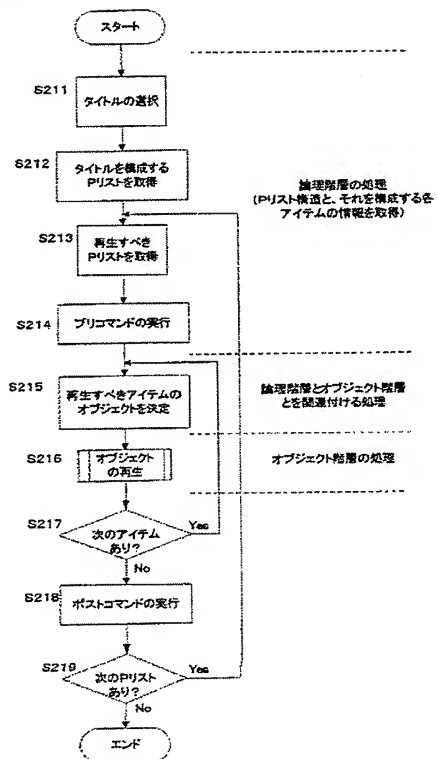 スタート
S211
タイトルの選択
S212
タイトルを構成する
Pリストを取得
論理階層の処理
(Pリスト構造と、それを構成する各
アイテムの情報を取得)
S213
再生すべき
Pリストを取得
S214
プリコマンドの実行
S215
再生すべきアイテムの
オブジェクトを決定
論理階層とオブジェクト階層
とを関連付ける処理
S216
オブジェクト
の再生
オブジェクト階層の処理
S217
次のアイテム
あり?
Yes
No
S218
ポストコマンドの実行
S219
次のPリスト
あり?
Yes
No
エンド